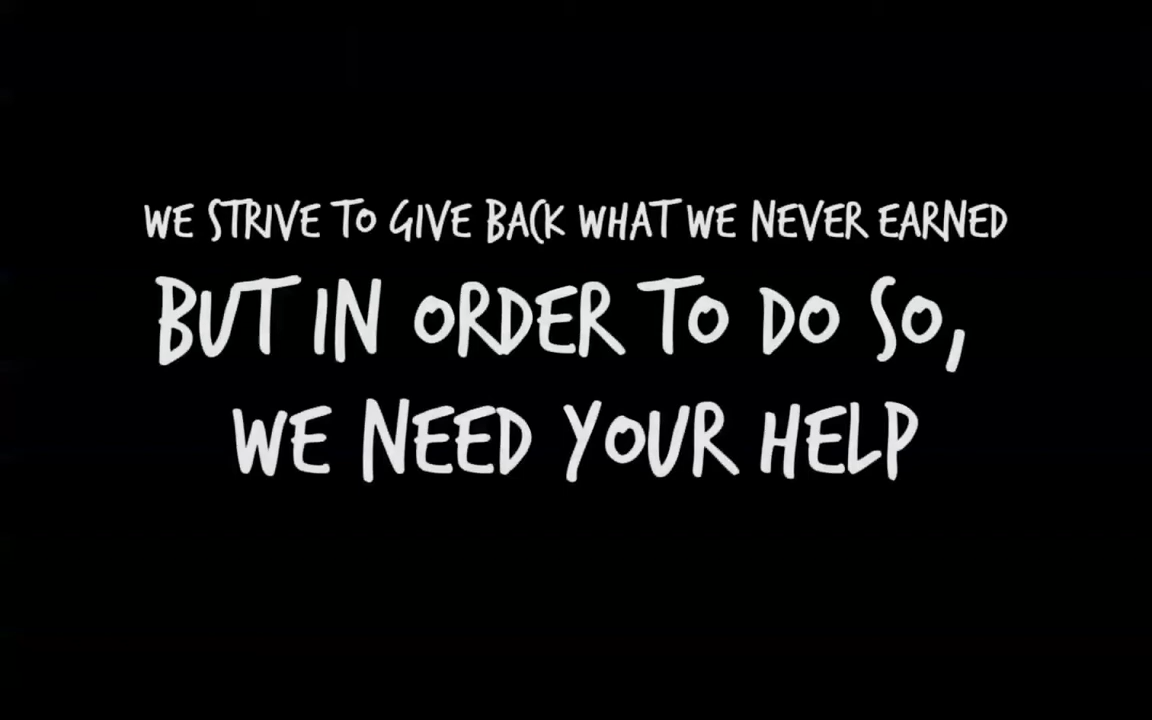 WE STRIVE TO GIVE BACK WHAT WE NEVER EARNED
BUT IN ORDER TO DO SO,
WE NEED YOUR HELP